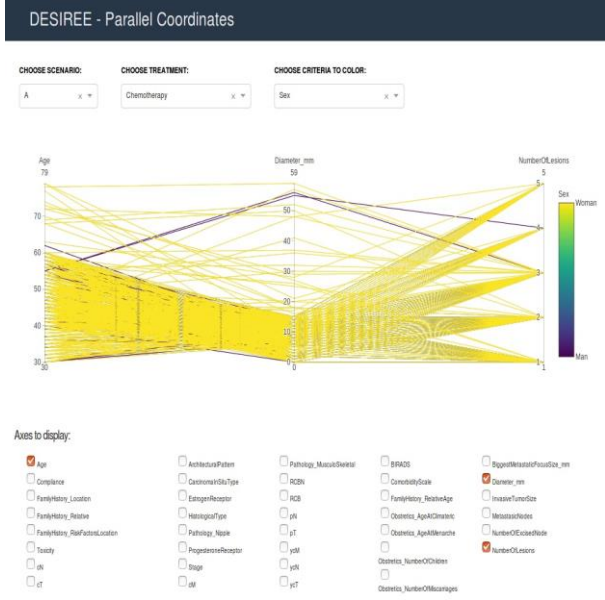 DESIREE - Parallel Coordinates
CHOOSE SCENARIO: CHOOSE TREATMENT: CHOOSE CRITERIA TO COLOR:
A x Chemotherapy x Sex x
Age Diameter_mm NumberOfLesions
79 59 5
5
Sex
Woman
70
50
4
60
40
50
30
3
20
40
2
10
30
0
1
Man
30 0 1
Axes to display:
Age ArchitecturalPattern Pathology_MusculoSkeletal BIRADS BiggestMetastaticFocusSize_mm
Compliance CarcinomaInSituType RCBN ComorbidityScale Diameter_mm
FamilyHistory_Location EstrogenReceptor RCB FamilyHistory_RelativeAge InvasiveTumorSize
FamilyHistory_Relative HistologicalType pN Obstetrics_AgeAtClimateric MetastasicNodes
FamilyHistory_RiskFactorsLocation Pathology_Nipple pT Obstetrics_AgeAtMenarche NumberOfExcisedNode
Toxicity ProgesteroneReceptor ycM NumberOfLesions
cN Stage ycN Obstetrics_NumberOfChildren
cT cM ycT
Obstetrics_NumberOfMiscarriages